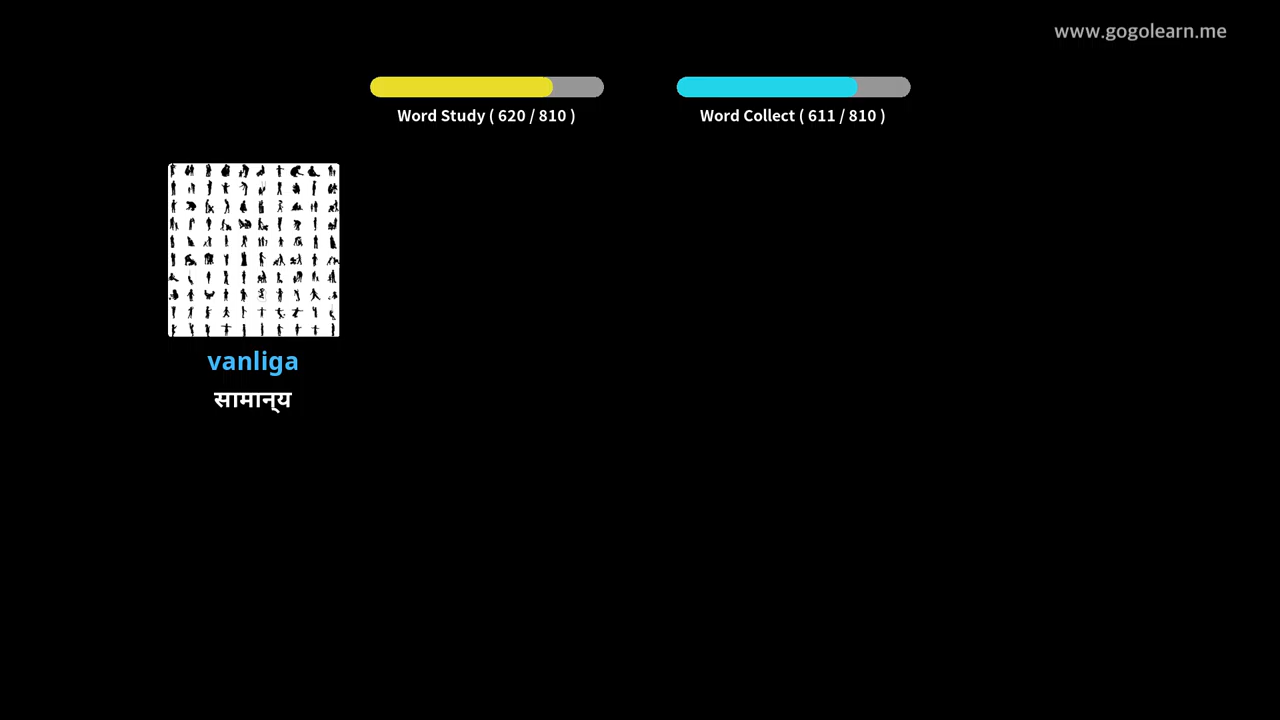 www.gogolearn.me
Word Study ( 620 / 810 )
Word Collect ( 611 / 810 )
vanliga
सामान्‍य